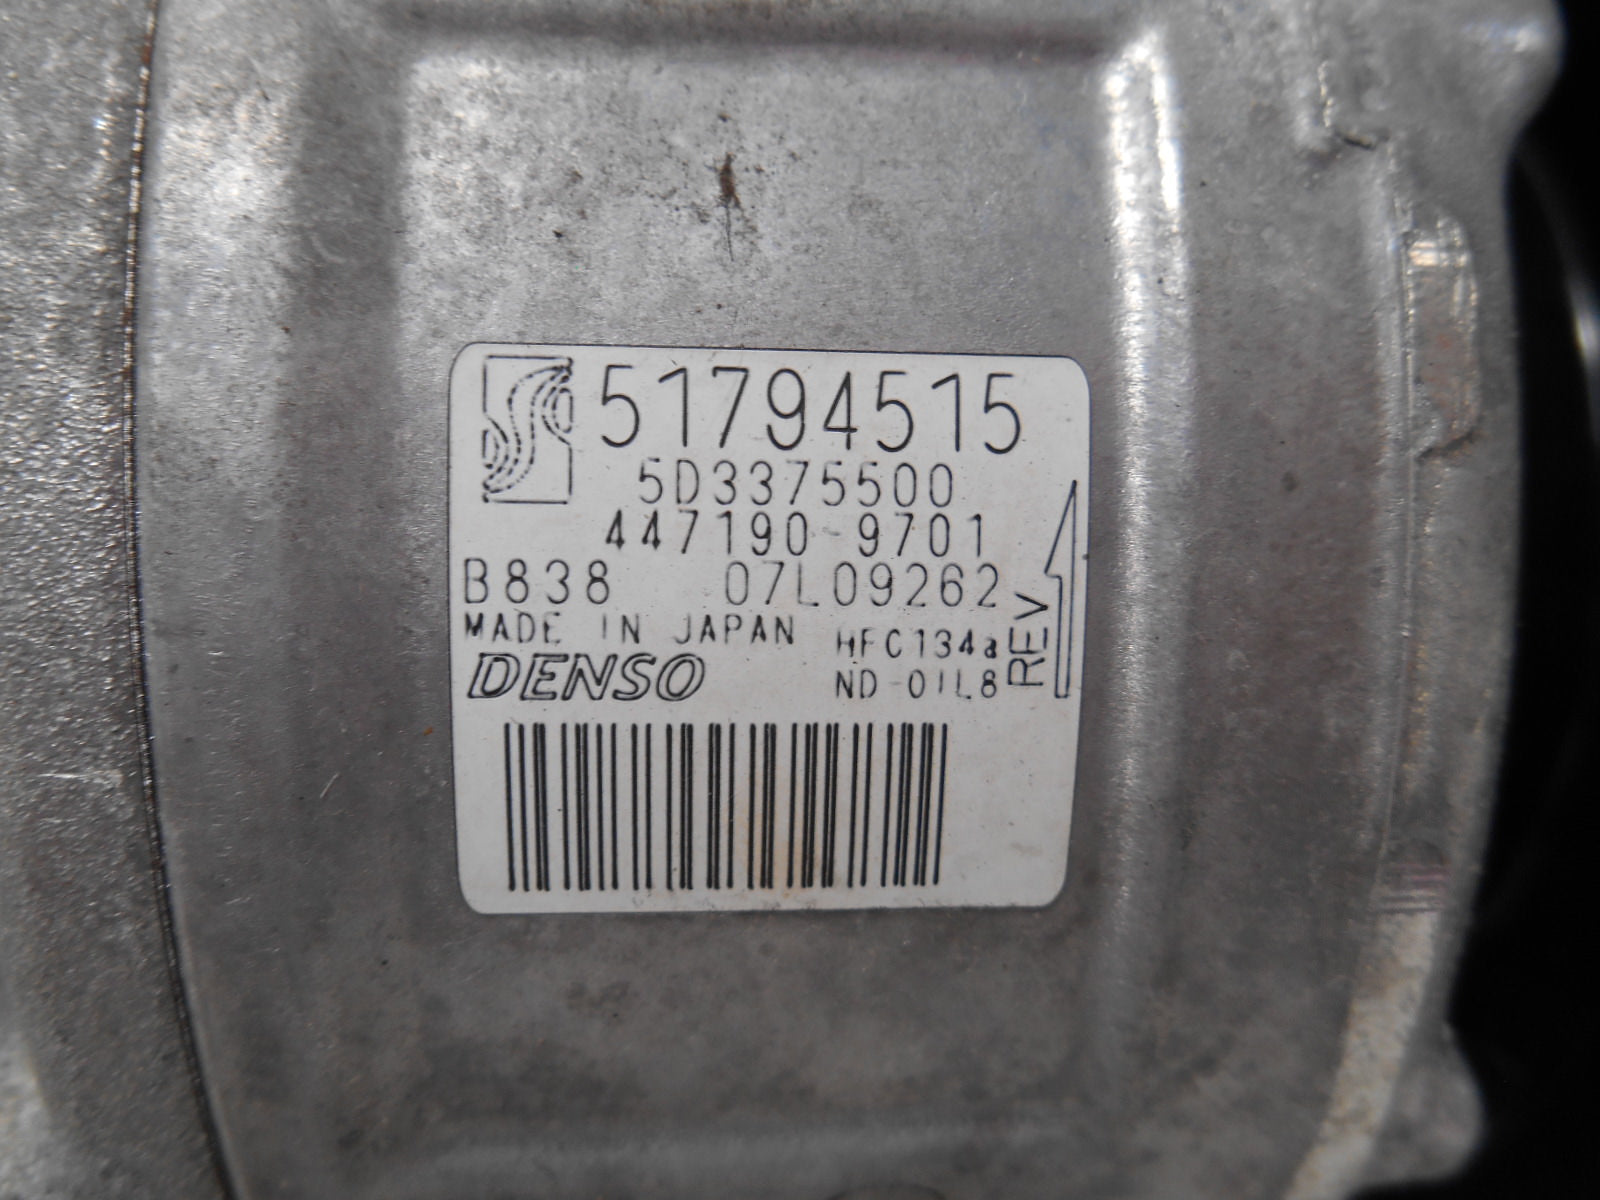 51794515
5D3375500
447190-9701
B838 07L09262
MADE IN JAPAN HFC134a
DENSO ND-OIL8
REV